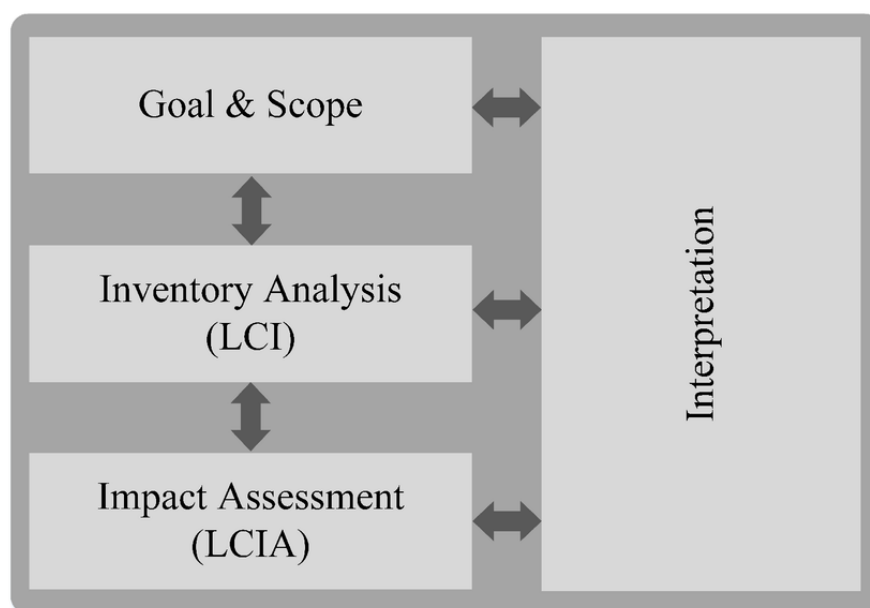 Goal & Scope
Inventory Analysis
(LCI)
Impact Assessment
(LCIA)
Interpretation